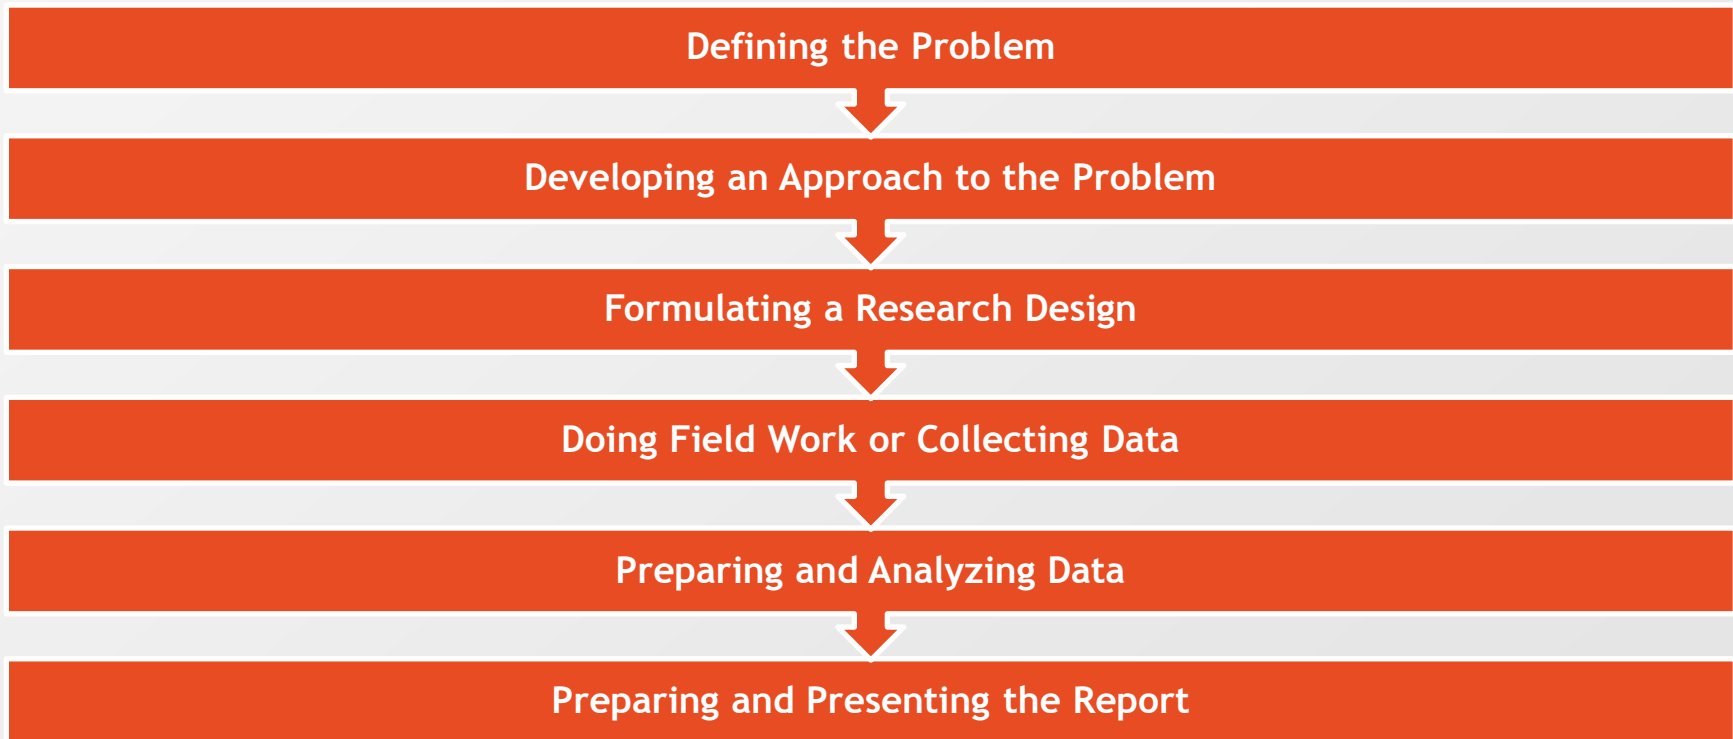 Defining the Problem
Developing an Approach to the Problem
Formulating a Research Design
Doing Field Work or Collecting Data
Preparing and Analyzing Data
Preparing and Presenting the Report